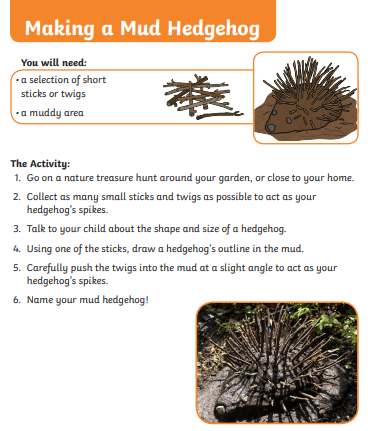 Making a Mud Hedgehog
You will need:
• a selection of short
sticks or twigs
• a muddy area
The Activity:
1. Go on a nature treasure hunt around your garden, or close to your home.
2. Collect as many small sticks and twigs as possible to act as your
hedgehog's spikes.
3. Talk to your child about the shape and size of a hedgehog.
4. Using one of the sticks, draw a hedgehog's outline in the mud.
5. Carefully push the twigs into the mud at a slight angle to act as your
hedgehog's spikes.
6. Name your mud hedgehog!